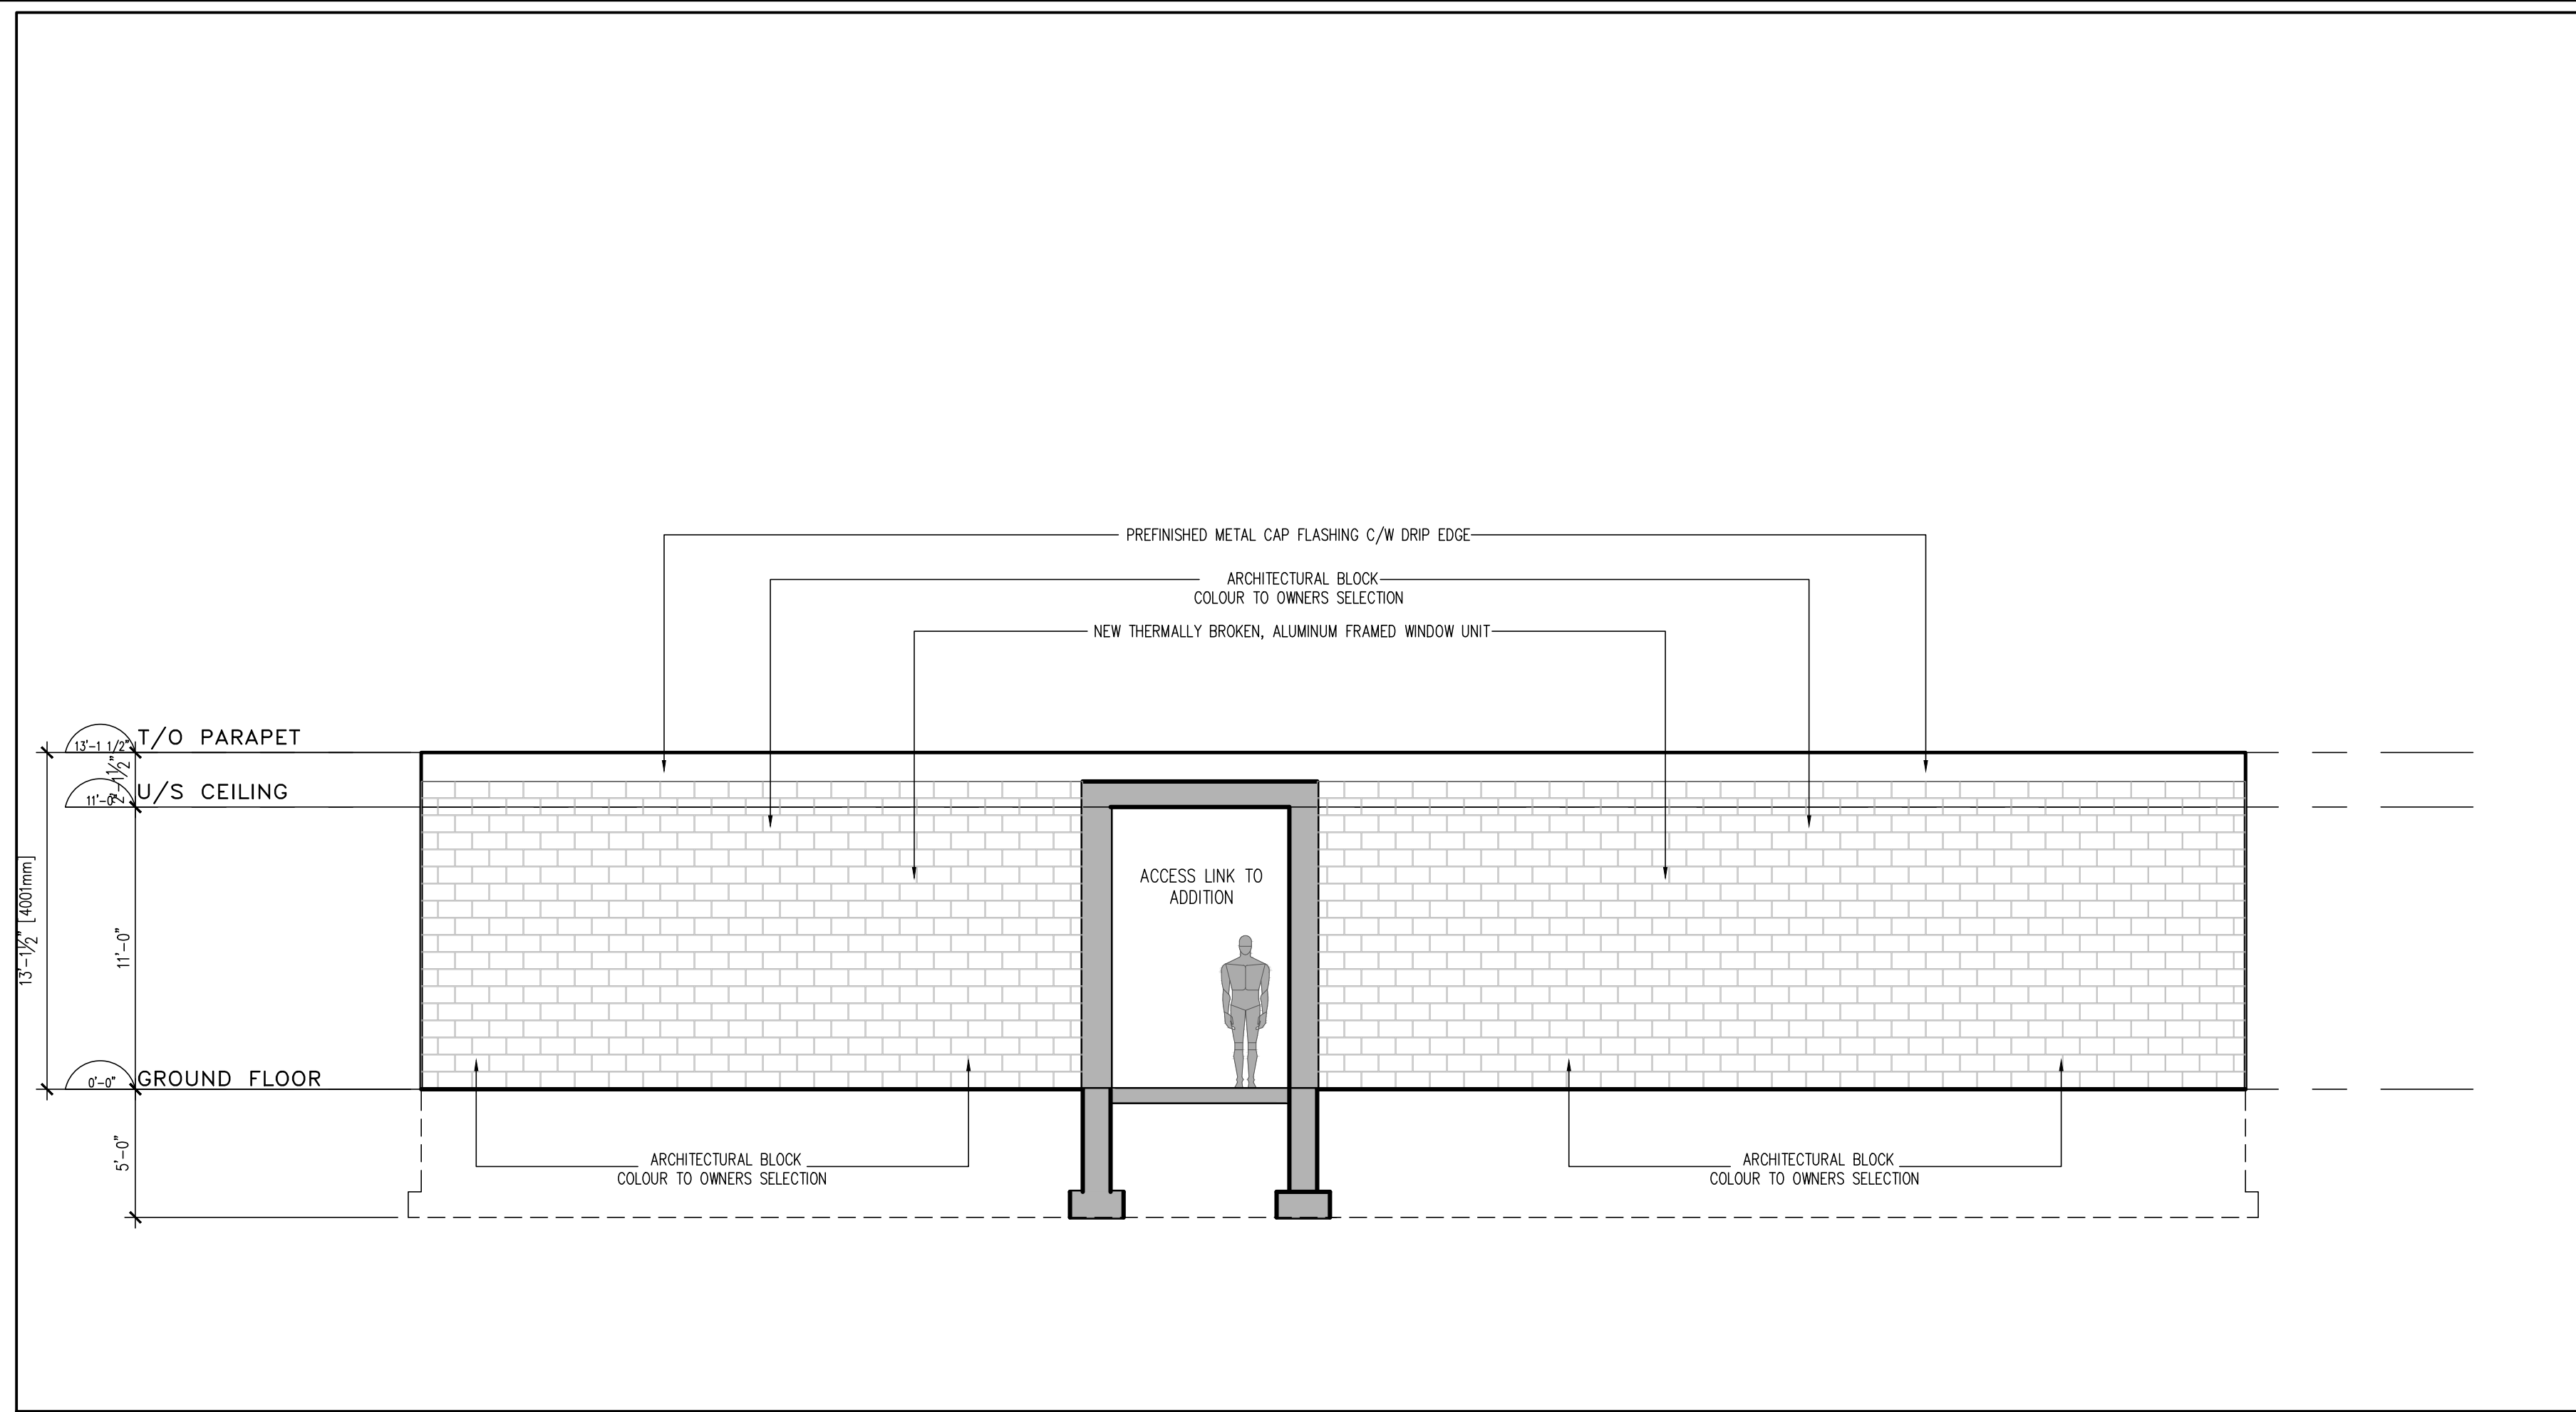 PREFINISHED METAL CAP FLASHING C/W DRIP EDGE
ARCHITECTURAL BLOCK
COLOUR TO OWNERS SELECTION
NEW THERMALLY BROKEN, ALUMINUM FRAMED WINDOW UNIT
13'-1 1/2"
T/O PARAPET
2'-1½"
11'-0"
U/S CEILING
13'-1½" [4001mm]
11'-0"
ACCESS LINK TO
ADDITION
0'-0"
GROUND FLOOR
5'-0"
ARCHITECTURAL BLOCK
COLOUR TO OWNERS SELECTION
ARCHITECTURAL BLOCK
COLOUR TO OWNERS SELECTION